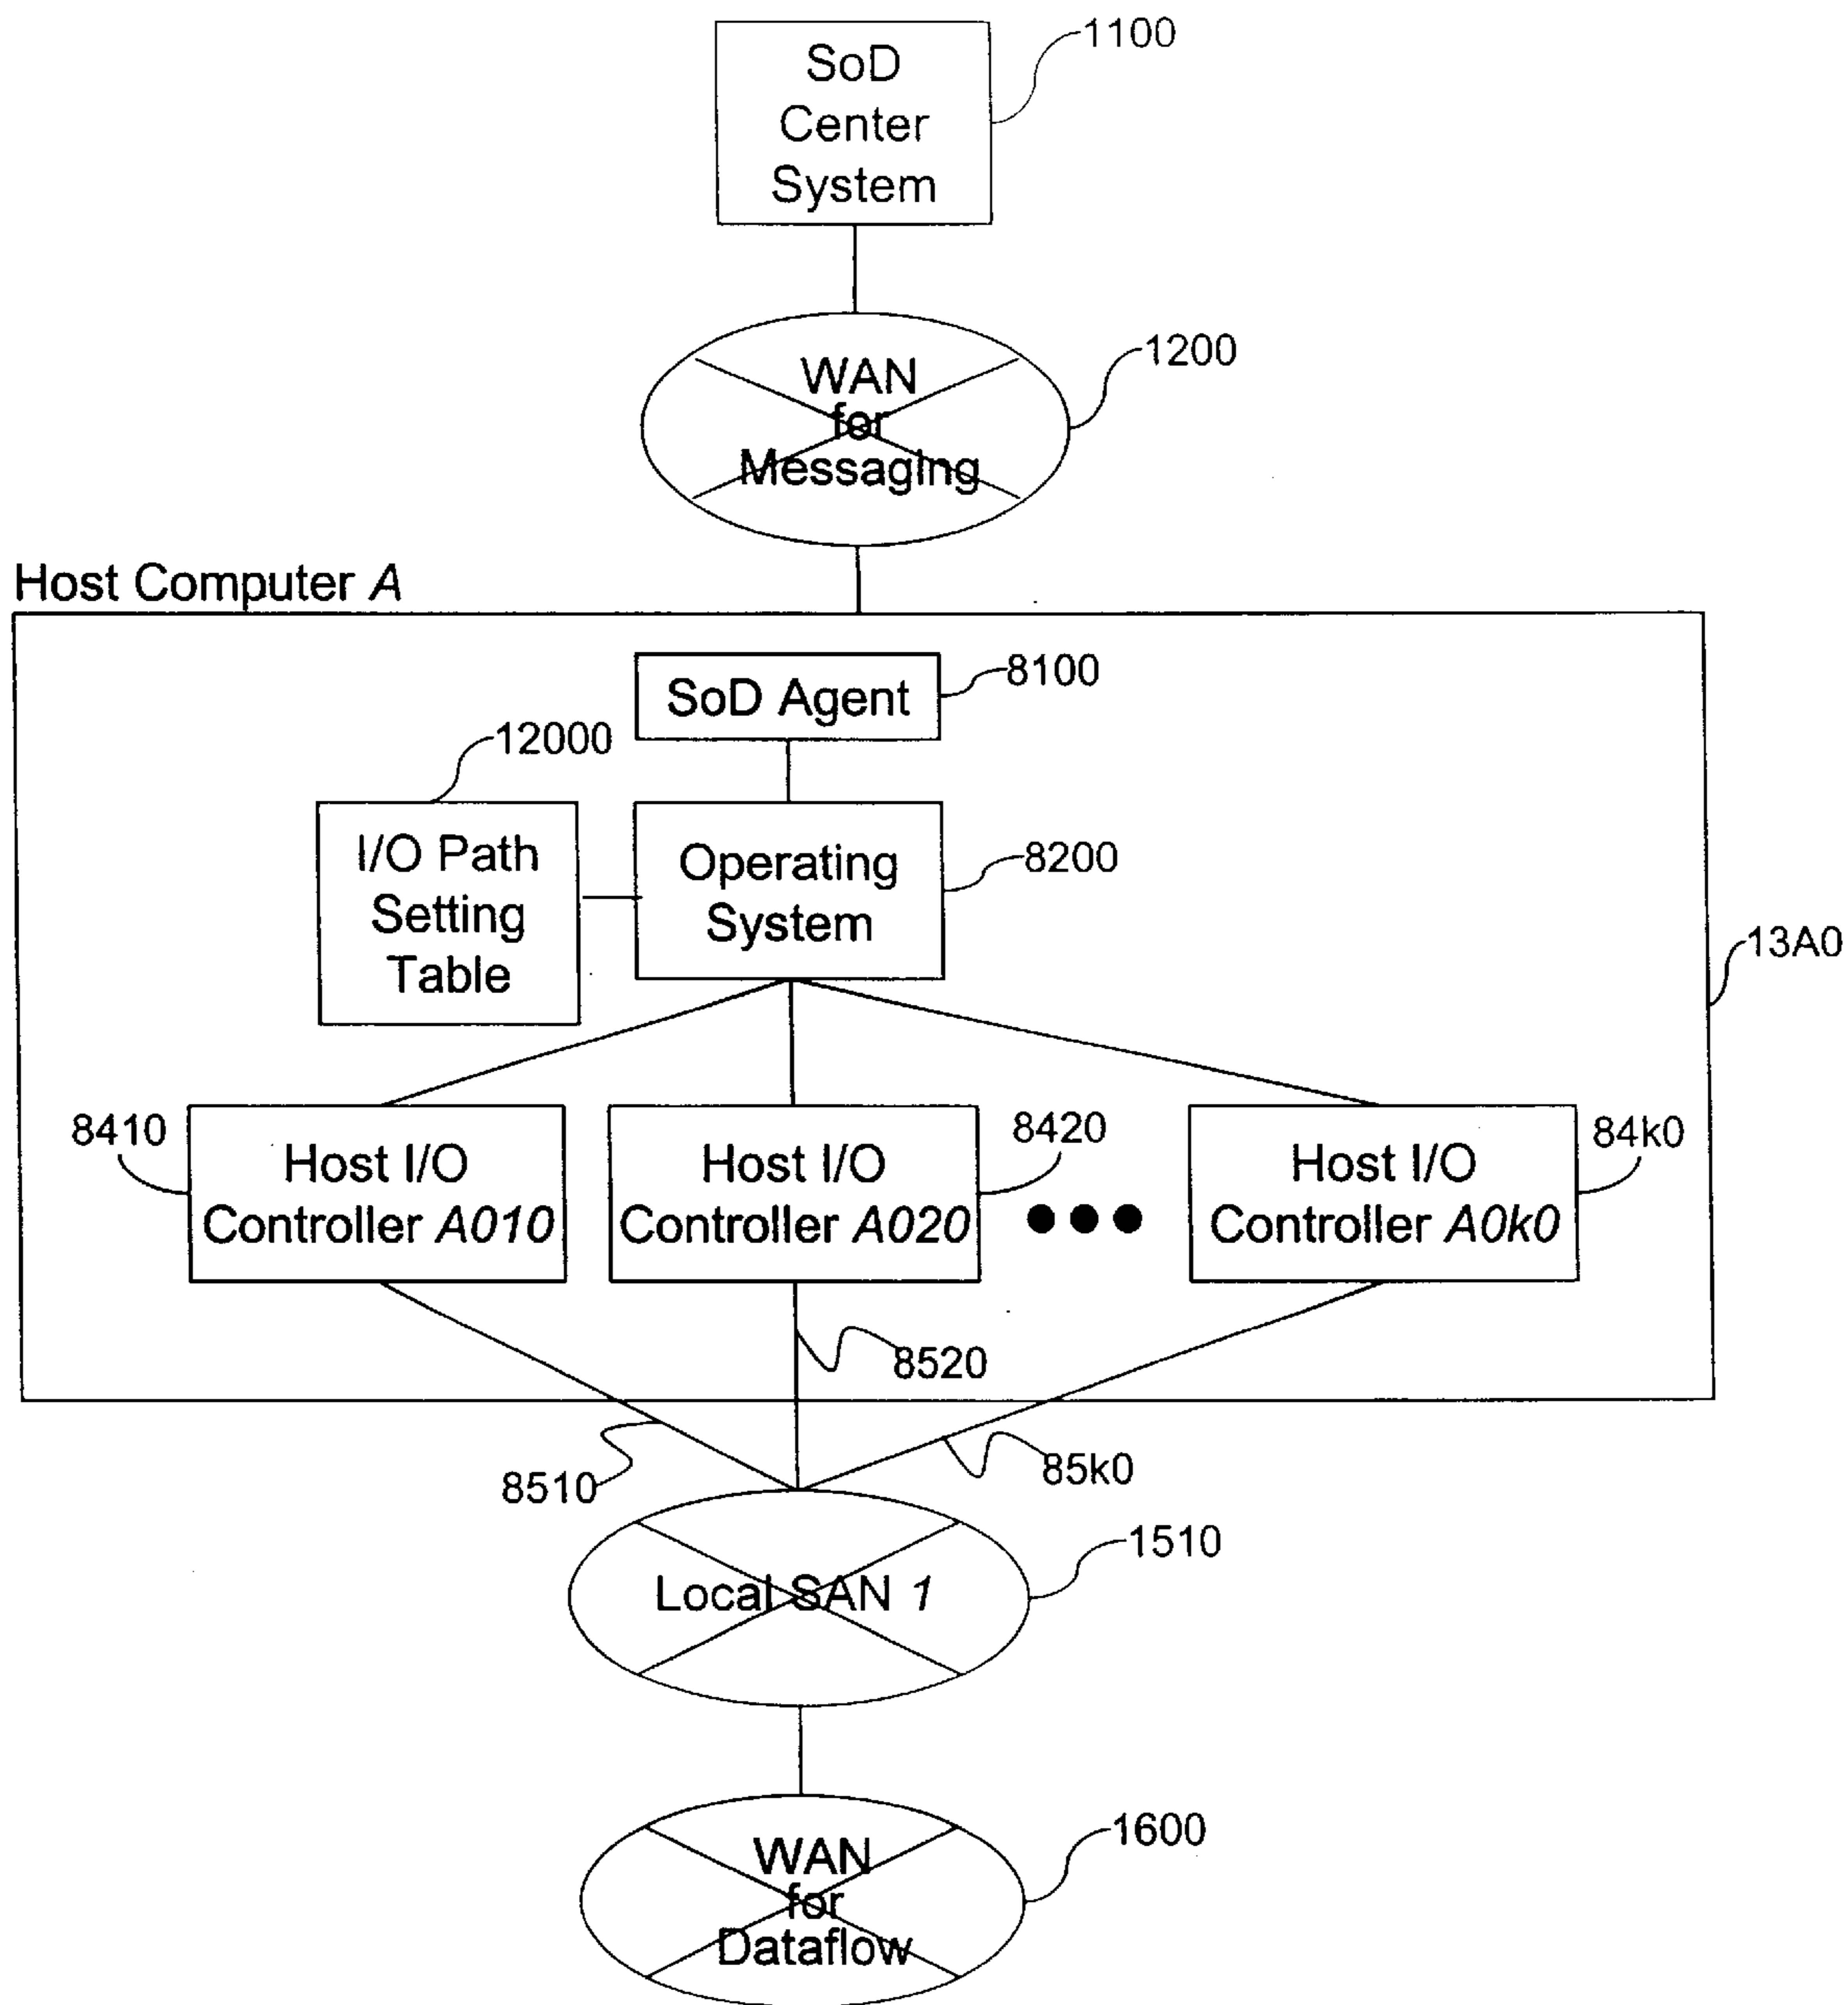 1100
SoD
Center
System
1200
WAN
for
Messaging
Host Computer A
8100
SoD Agent
12000
I/O Path
Setting
Table
Operating
System
8200
13A0
8410
Host I/O
Controller A010
Host I/O
Controller A020
8420
Host I/O
Controller A0k0
84k0
8520
8510
85k0
1510
Local SAN 1
1600
WAN
for
Dataflow